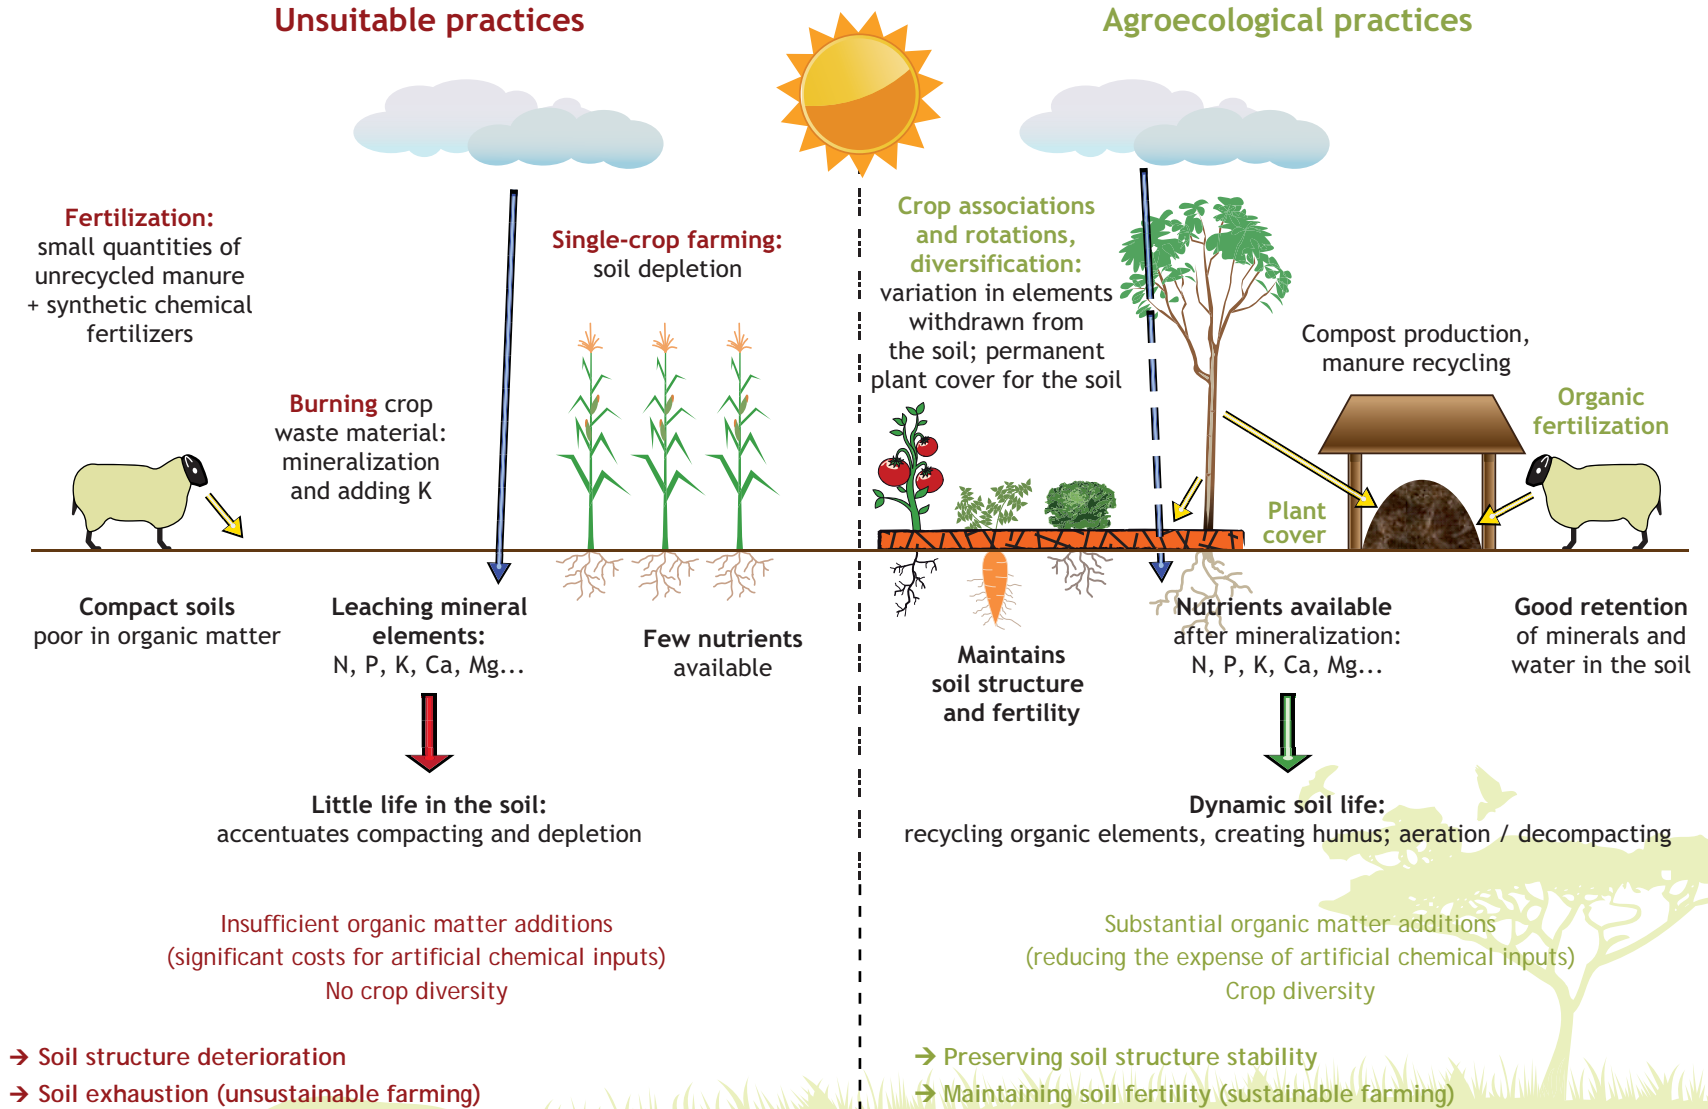 Unsuitable practices
Fertilization:
small quantities of
unrecycled manure
+ synthetic chemical
fertilizers
Burning crop
waste material:
mineralization
and adding K
Single-crop farming:
soil depletion
Compact soils
poor in organic matter
Leaching mineral
elements:
N, P, K, Ca, Mg...
Few nutrients
available
Little life in the soil:
accentuates compacting and depletion
Insufficient organic matter additions
(significant costs for artificial chemical inputs)
No crop diversity
→ Soil structure deterioration
→ Soil exhaustion (unsustainable farming)
Agroecological practices
Crop associations
and rotations,
diversification:
variation in elements
withdrawn from
the soil; permanent
plant cover for the soil
Compost production,
manure recycling
Organic
fertilization
Plant
cover
Maintains
soil structure
and fertility
Nutrients available
after mineralization:
N, P, K, Ca, Mg...
Good retention
of minerals and
water in the soil
Dynamic soil life:
recycling organic elements, creating humus; aeration / decompacting
Substantial organic matter additions
(reducing the expense of artificial chemical inputs)
Crop diversity
→ Preserving soil structure stability
→ Maintaining soil fertility (sustainable farming)